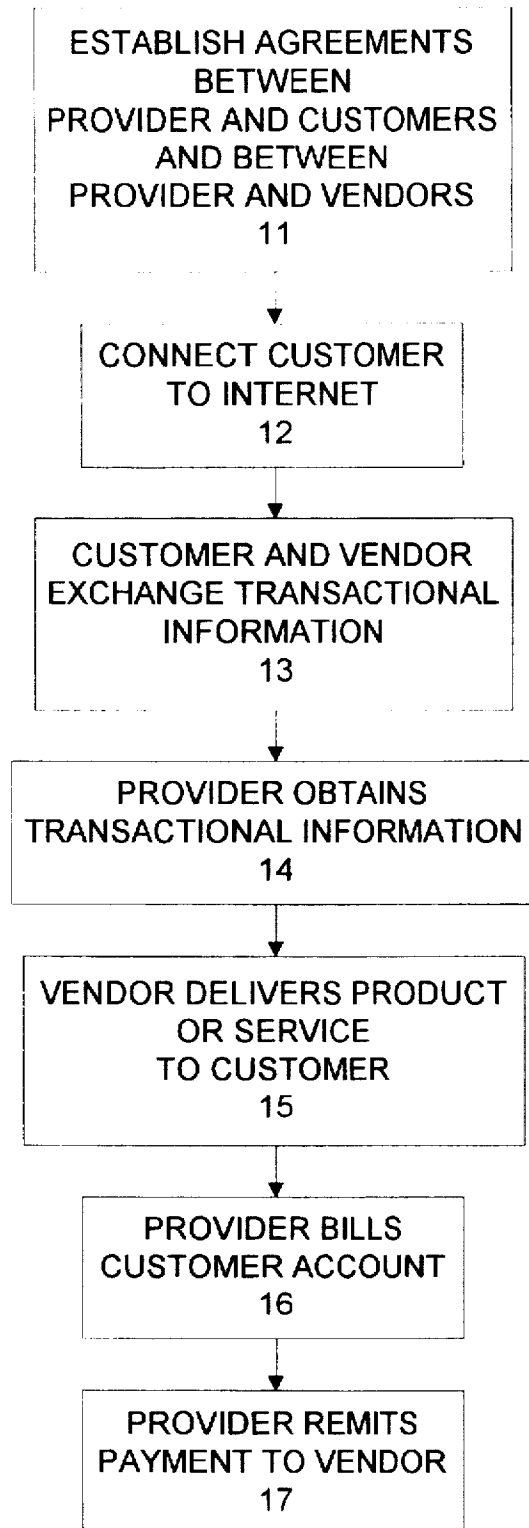 ESTABLISH AGREEMENTS
BETWEEN
PROVIDER AND CUSTOMERS
AND BETWEEN
PROVIDER AND VENDORS
11
CONNECT CUSTOMER
TO INTERNET
12
CUSTOMER AND VENDOR
EXCHANGE TRANSACTIONAL
INFORMATION
13
PROVIDER OBTAINS
TRANSACTIONAL INFORMATION
14
VENDOR DELIVERS PRODUCT
OR SERVICE
TO CUSTOMER
15
PROVIDER BILLS
CUSTOMER ACCOUNT
16
PROVIDER REMITS
PAYMENT TO VENDOR
17